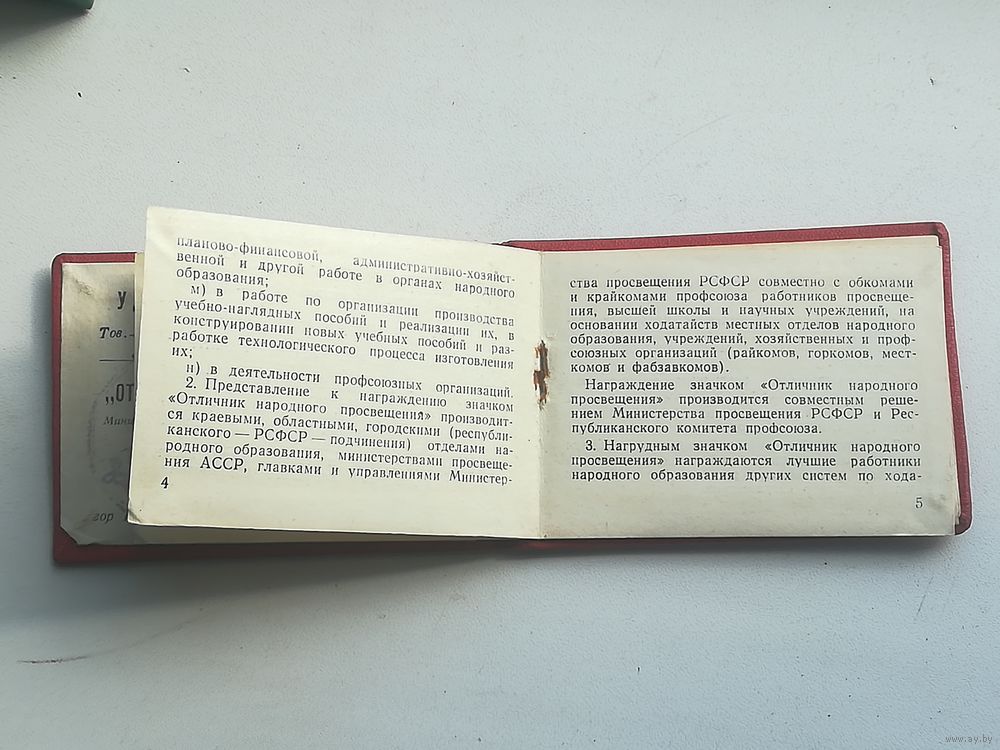 У
Тов.
„ОТ
Мини
планово-финансовой, административно-хозяйст-
венной и другой работе в органах народного
образования;
м) в работе по организации производства
учебно-наглядных пособий и реализации их, в
конструировании новых учебных пособий и раз-
работке технологического процесса изготовления
их;
н) в деятельности профсоюзных организаций.
2. Представление к награждению значком
«Отличник народного просвещения» производит-
ся краевыми, областными, городскими (республи-
канского — РСФСР — подчинения) отделами на-
родного образования, министерствами просвеще-
ния АССР, главками и управлениями Министер-
4
ства просвещения РСФСР совместно с обкомами
и крайкомами профсоюза работников просвеще-
ния, высшей школы и научных учреждений, на
основании ходатайств местных отделов народного
образования, учреждений, хозяйственных и проф-
союзных организаций (райкомов, горкомов, мест-
комов и фабзавкомов).
Награждение значком «Отличник народного
просвещения» производится совместным реше-
нием Министерства просвещения РСФСР и Рес-
публиканского комитета профсоюза.
3. Нагрудным значком «Отличник народного
просвещения» награждаются лучшие работники
народного образования других систем по хода-
5
www.ay.by